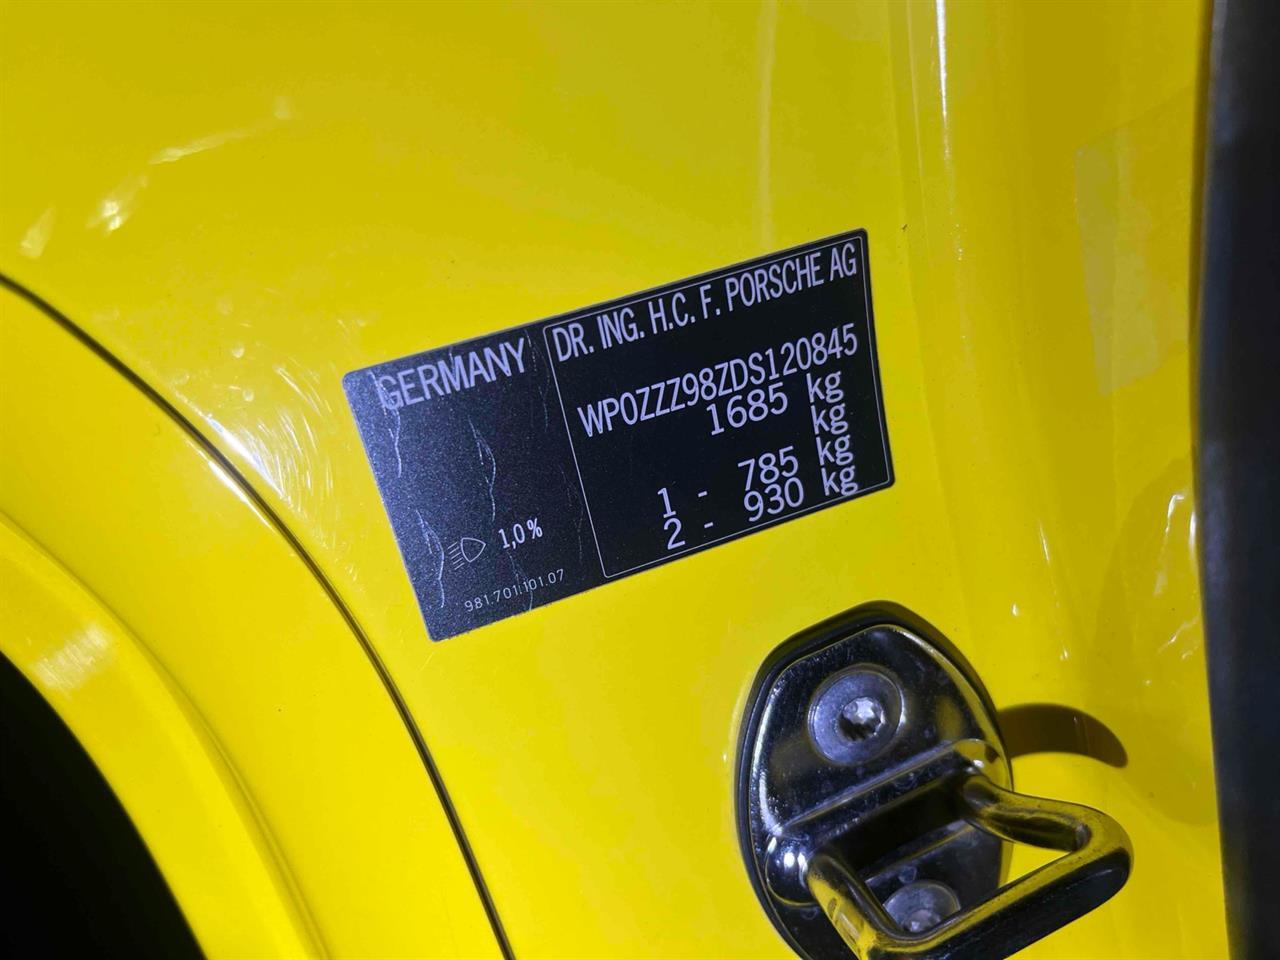 GERMANY
1,0%
981.701.101.07
DR. ING. H.C. F. PORSCHE AG
WP0ZZZ98ZDS120845
1685 kg
kg
1 - 785 kg
2 - 930 kg